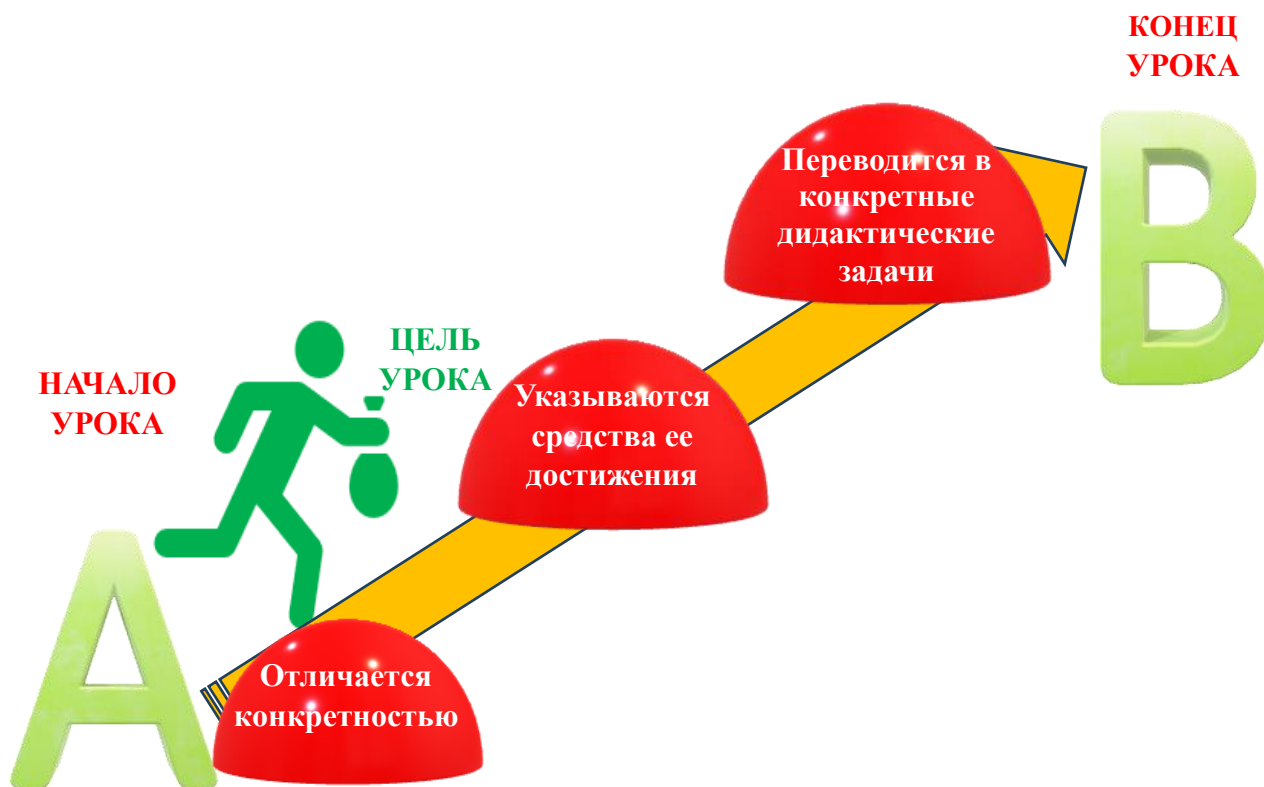 КОНЕЦ
УРОКА
B
Переводится в
конкретные
дидактические
задачи
ЦЕЛЬ
УРОКА
НАЧАЛО
УРОКА
Указываются
средства ее
достижения
A
Отличается
конкретностью